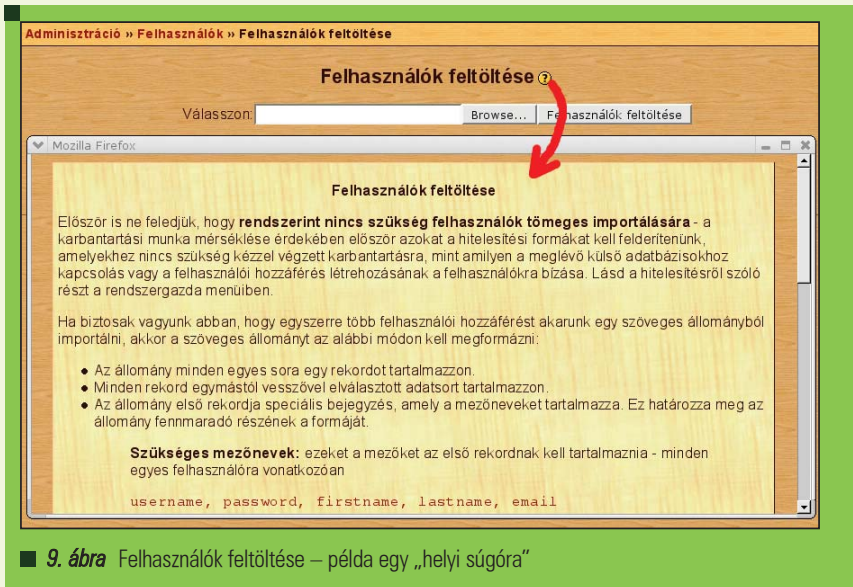 Adminisztráció » Felhasználók » Felhasználók feltöltése
Felhasználók feltöltése ?
Válasszon: Browse... Felhasználók feltöltése
Mozilla Firefox
Felhasználók feltöltése
Először is ne feledjük, hogy rendszerint nincs szükség felhasználók tömeges importálására - a
karbantartási munka mérséklése érdekében először azokat a hitelesítési formákat kell felderítenünk,
amelyekhez nincs szükség kézzel végzett karbantartásra, mint amilyen a meglévő külső adatbázisokhoz
kapcsolás vagy a felhasználói hozzáférés létrehozásának a felhasználókra bízása. Lásd a hitelesítésről szóló
részt a rendszergazda menüiben.
Ha biztosak vagyunk abban, hogy egyszerre több felhasználói hozzáférést akarunk egy szöveges állományból
importálni, akkor a szöveges állományt az alábbi módon kell megformázni:
• Az állomány minden egyes sora egy rekordot tartalmazzon.
• Minden rekord egymástól vesszővel elválasztott adatsort tartalmazzon.
• Az állomány első rekordja speciális bejegyzés, amely a mezőneveket tartalmazza. Ez határozza meg az
állomány fennmaradó részének a formáját.
Szükséges mezőnevek: ezeket a mezőket az első rekordnak kell tartalmaznia - minden
egyes felhasználóra vonatkozóan
username, password, firstname, lastname, email
9. ábra Felhasználók feltöltése – példa egy „helyi súgóra”